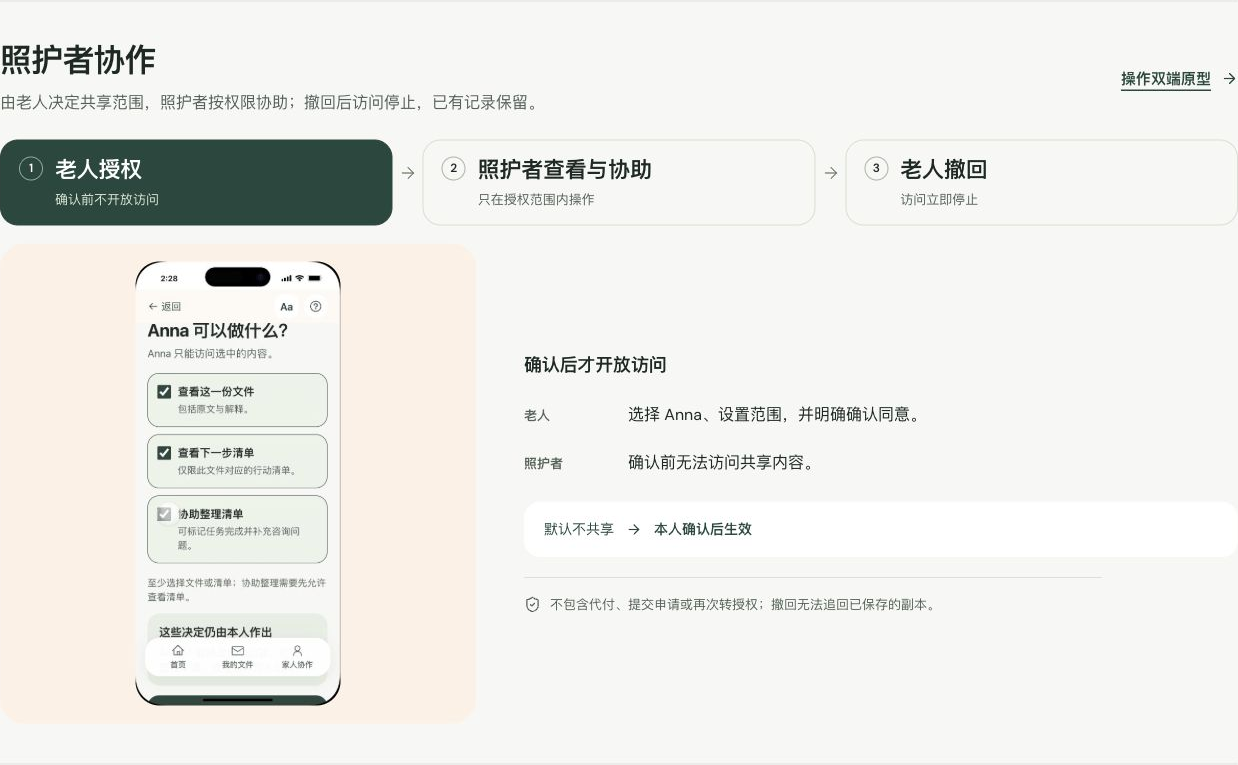 照护者协作
由老人决定共享范围，照护者按权限协助；撤回后访问停止，已有记录保留。
操作双端原型 →
1 老人授权
确认前不开放访问
→
2 照护者查看与协助
只在授权范围内操作
→
3 老人撤回
访问立即停止
2:28
← 返回
Aa
?
Anna 可以做什么？
Anna 只能访问选中的内容。
查看这一份文件
包括原文与解释。
查看下一步清单
仅限此文件对应的行动清单。
协助整理清单
可标记任务完成并补充咨询问
题。
至少选择文件或清单；协助整理需要先允许
查看清单。
这些决定仍由本人作出
首页
我的文件
家人协作
确认后才开放访问
老人 选择 Anna、设置范围，并明确确认同意。
照护者 确认前无法访问共享内容。
默认不共享 → 本人确认后生效
不包含代付、提交申请或再次转授权；撤回无法追回已保存的副本。